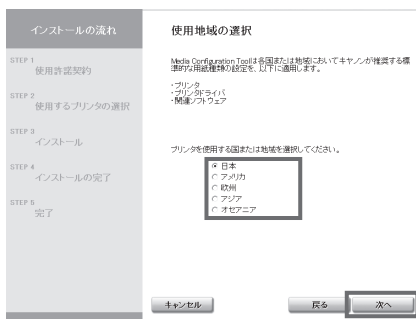 インストールの流れ
STEP 1
使用許諾契約
STEP 2
使用するプリンタの選択
STEP 3
インストール
STEP 4
インストールの完了
STEP 5
完了
使用地域の選択
Media Configuration Toolは各国または地域においてキヤノンが推奨する標
準的な用紙種類の設定を、以下に適用します。
・プリンタ
・プリンタドライバ
・関連ソフトウェア
プリンタを使用する国または地域を選択してください。
日本
アメリカ
欧州
アジア
オセアニア
キャンセル
戻る
次へ